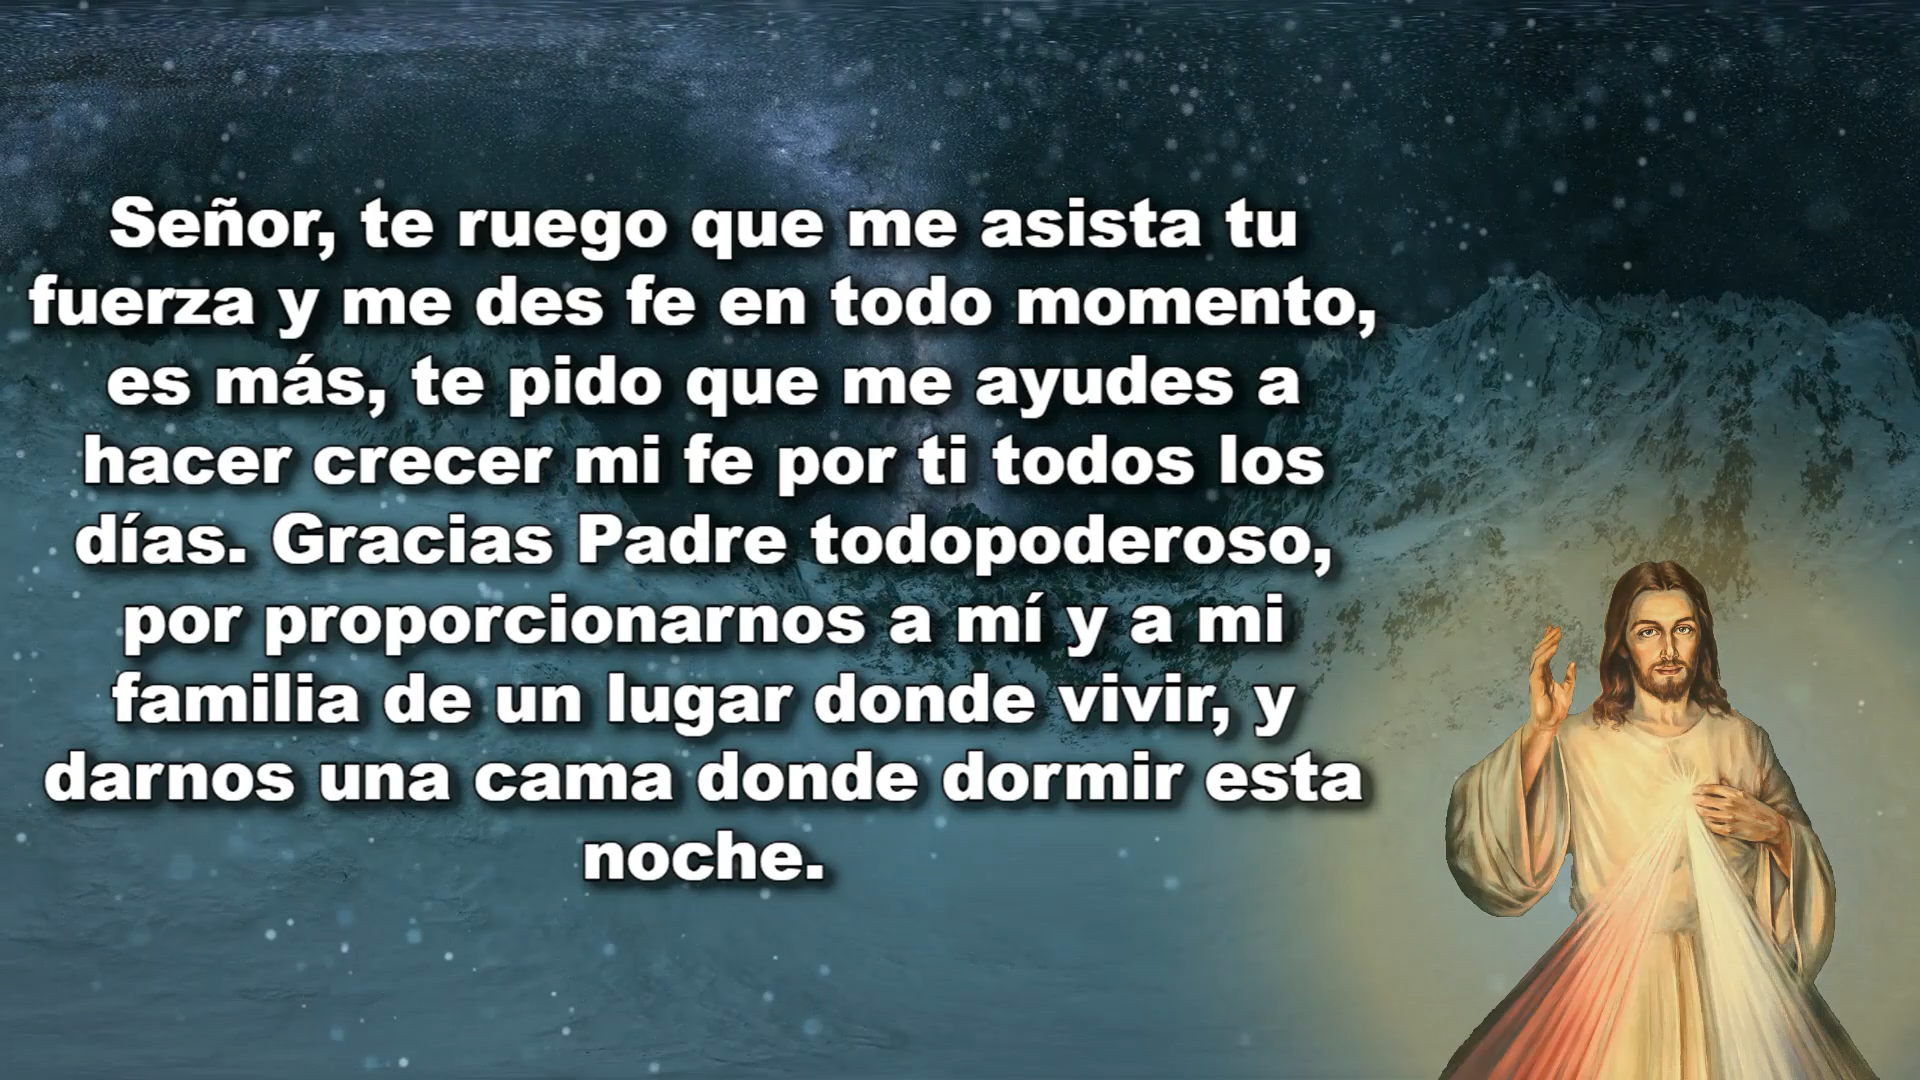 Señor, te ruego que me asista tu
fuerza y me des fe en todo momento,
es más, te pido que me ayudes a
hacer crecer mi fe por ti todos los
días. Gracias Padre todopoderoso,
por proporcionarnos a mí y a mi
familia de un lugar donde vivir, y
darnos una cama donde dormir esta
noche.